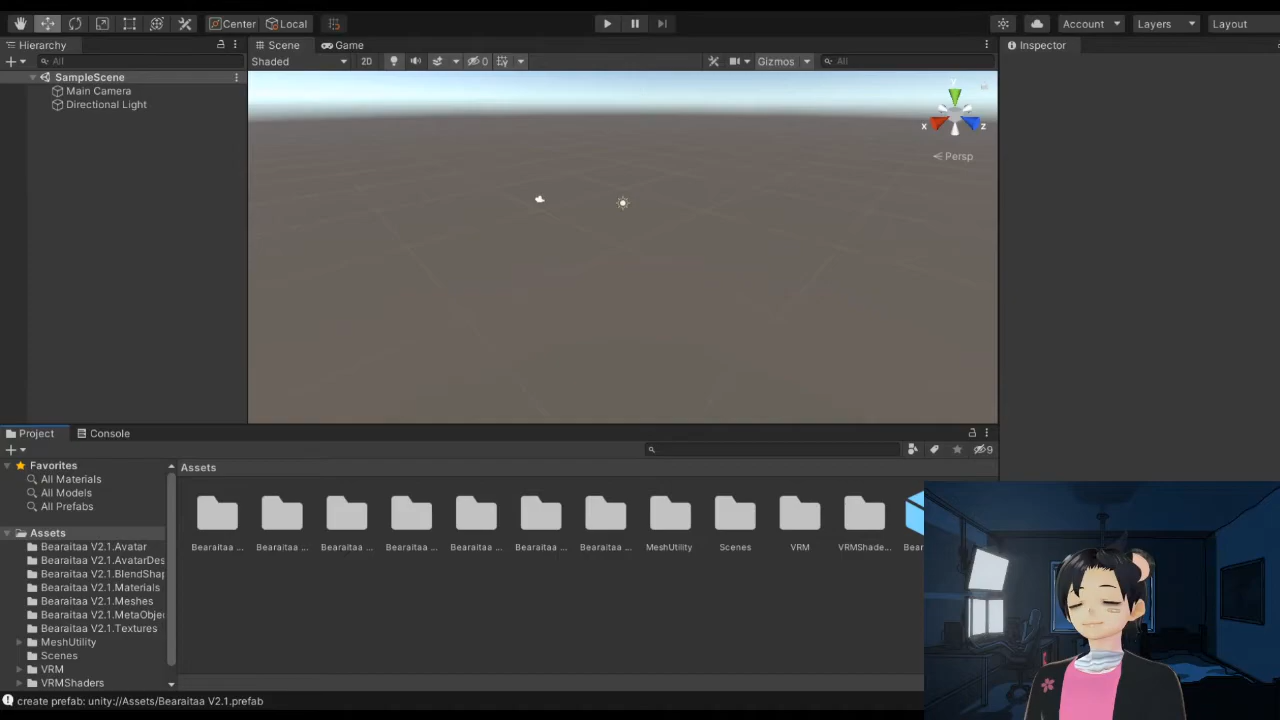 Center
Local
Account
Layers
Layout
Hierarchy
All
SampleScene
Main Camera
Directional Light
Scene
Game
Shaded
2D
0
Gizmos
All
y
x
z
Persp
Inspector
Project
Console
9
Favorites
All Materials
All Models
All Prefabs
Assets
Bearaitaa V2.1.Avatar
Bearaitaa V2.1.AvatarDes
Bearaitaa V2.1.BlendShap
Bearaitaa V2.1.Materials
Bearaitaa V2.1.Meshes
Bearaitaa V2.1.MetaObjec
Bearaitaa V2.1.Textures
MeshUtility
Scenes
VRM
VRMShaders
Assets
Bearaitaa ...
Bearaitaa ...
Bearaitaa ...
Bearaitaa ...
Bearaitaa ...
Bearaitaa ...
Bearaitaa ...
MeshUtility
Scenes
VRM
VRMShade...
Bear
create prefab: unity://Assets/Bearaitaa V2.1.prefab